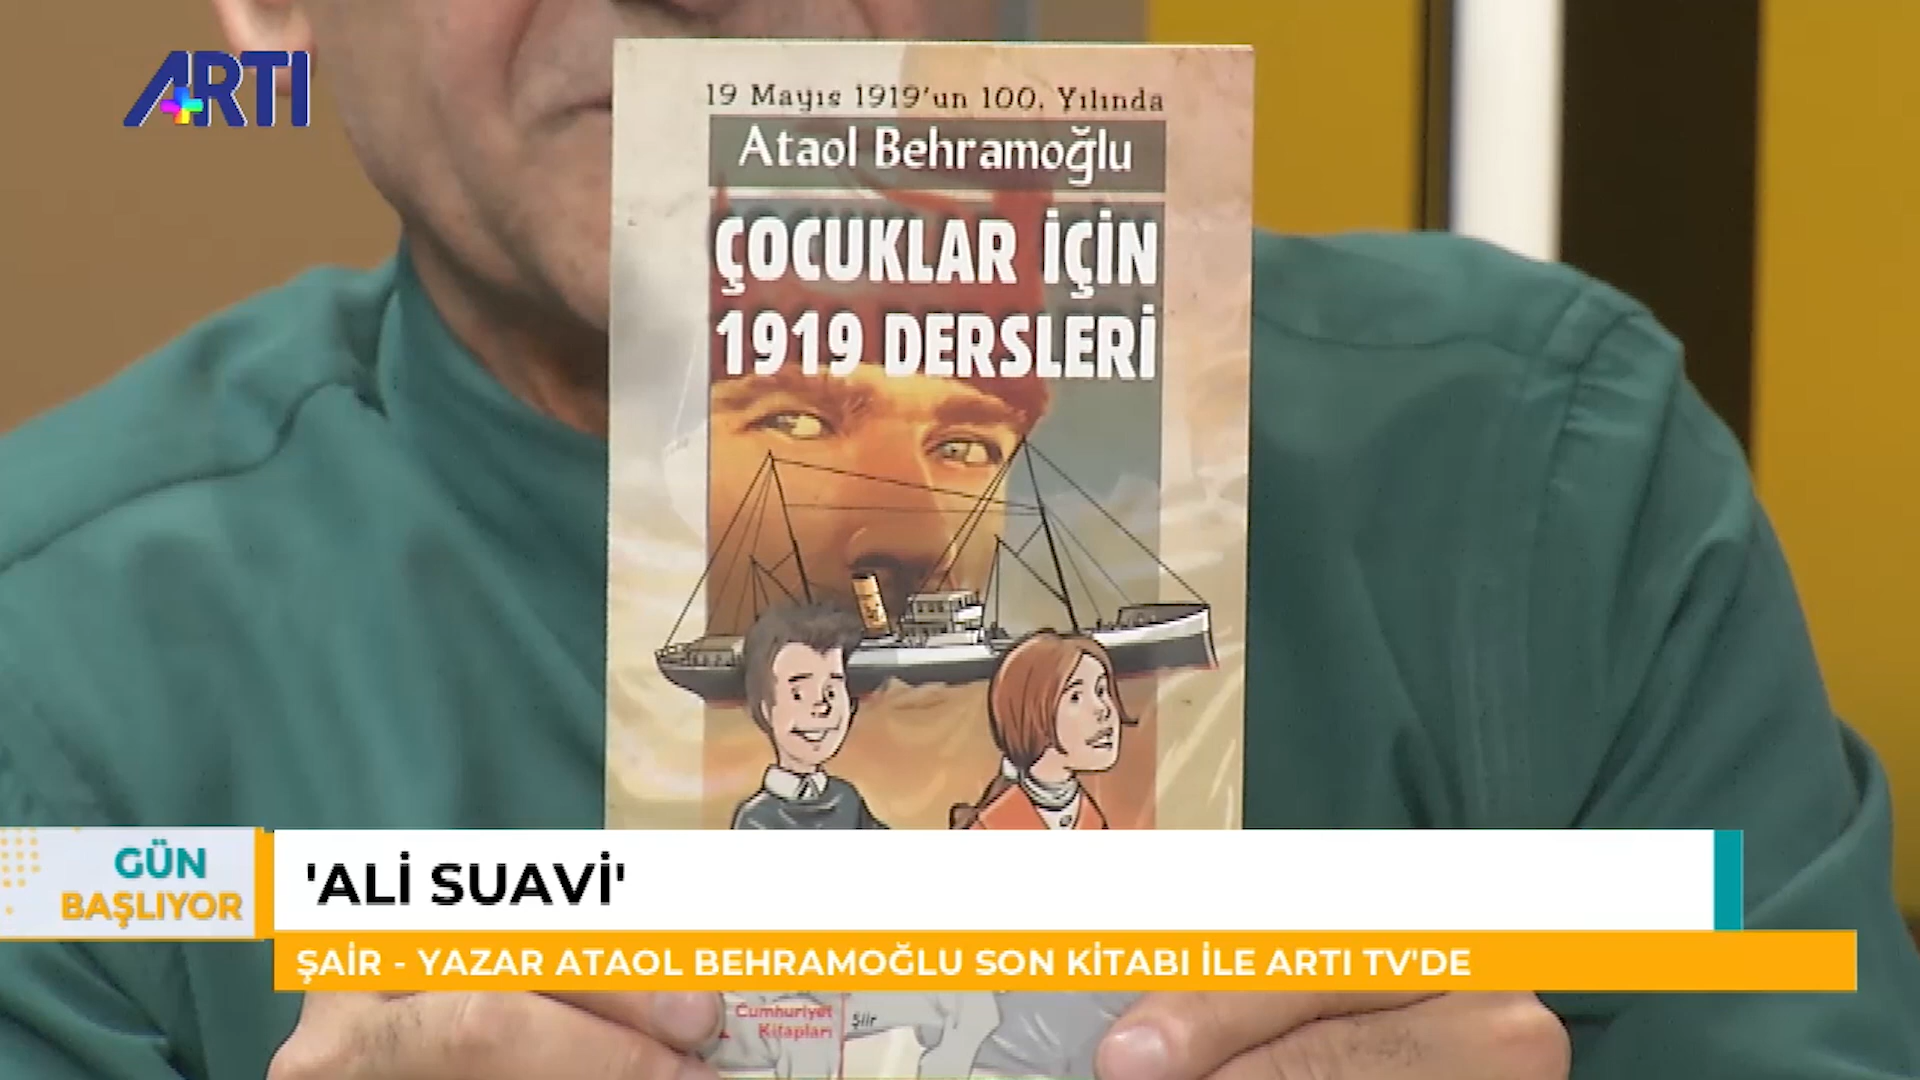 ARTI
19 Mayıs 1919'un 100. Yılında
Ataol Behramoğlu
ÇOCUKLAR İÇİN
1919 DERSLERİ
GÜN
BAŞLIYOR
'ALİ SUAVİ'
ŞAİR - YAZAR ATAOL BEHRAMOĞLU SON KİTABI İLE ARTI TV'DE
Cumhuriyet
Kitapları
Şiir